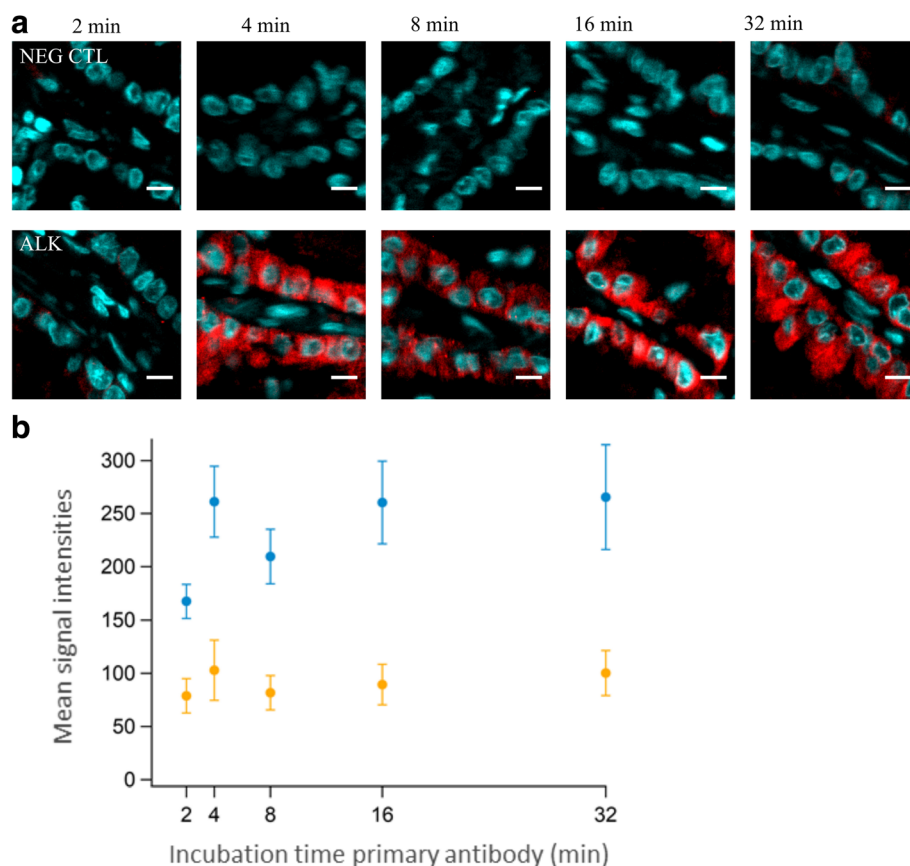 a
2 min 4 min 8 min 16 min 32 min
NEG CTL
ALK
b
Mean signal intensities
300
250
200
150
100
50
0
2 4 8 16 32
Incubation time primary antibody (min)